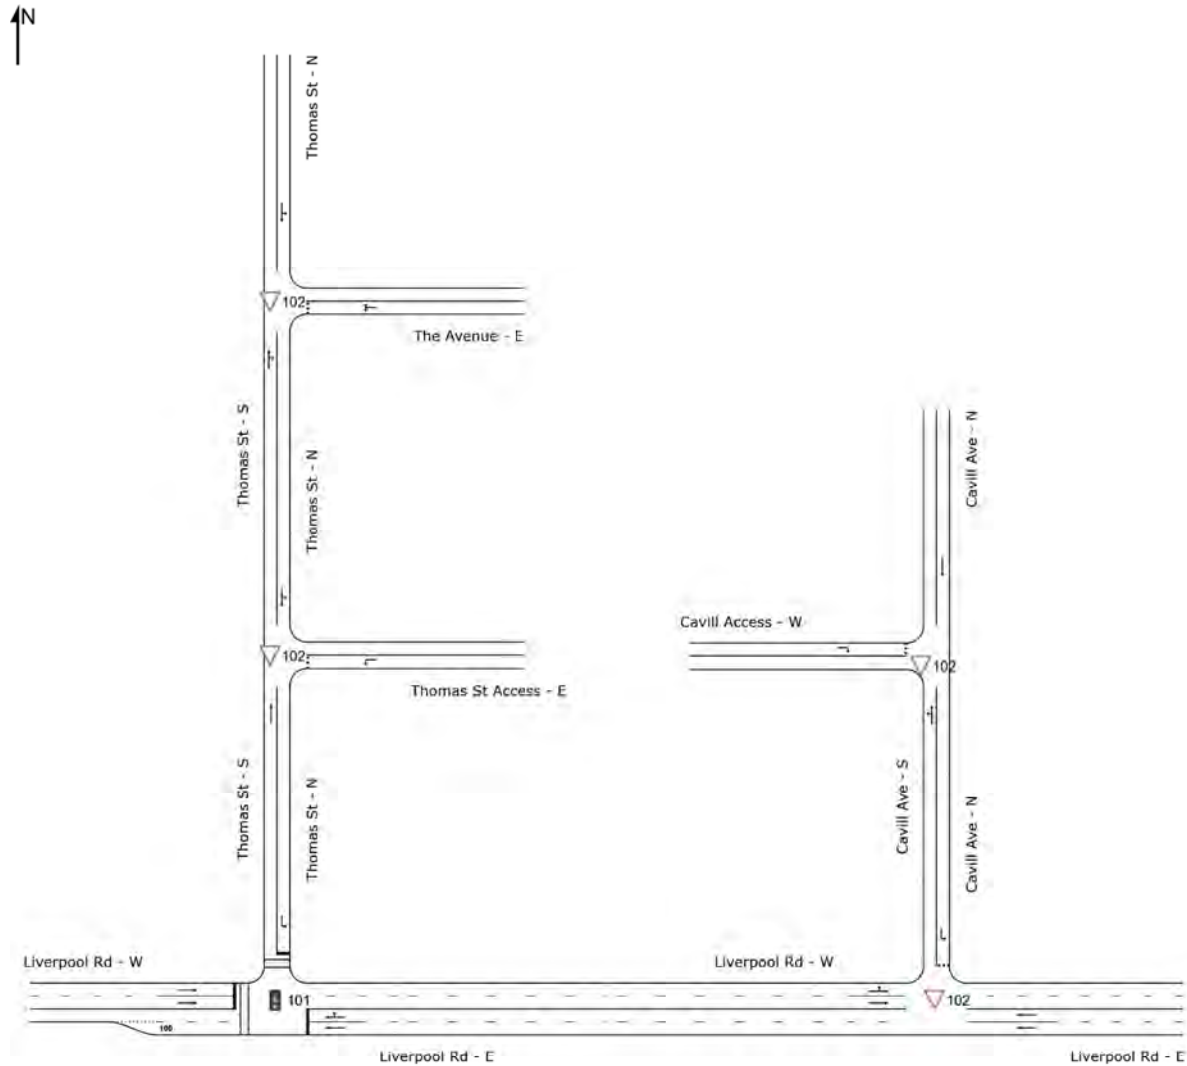 N
Thomas St - N
102
The Avenue - E
Thomas St - S
Thomas St - N
Cavill Ave - N
Cavill Access - W
102
102
Thomas St Access - E
Thomas St - S
Thomas St - N
Cavill Ave - S
Cavill Ave - N
Liverpool Rd - W
Liverpool Rd - W
101
102
100
Liverpool Rd - E
Liverpool Rd - E